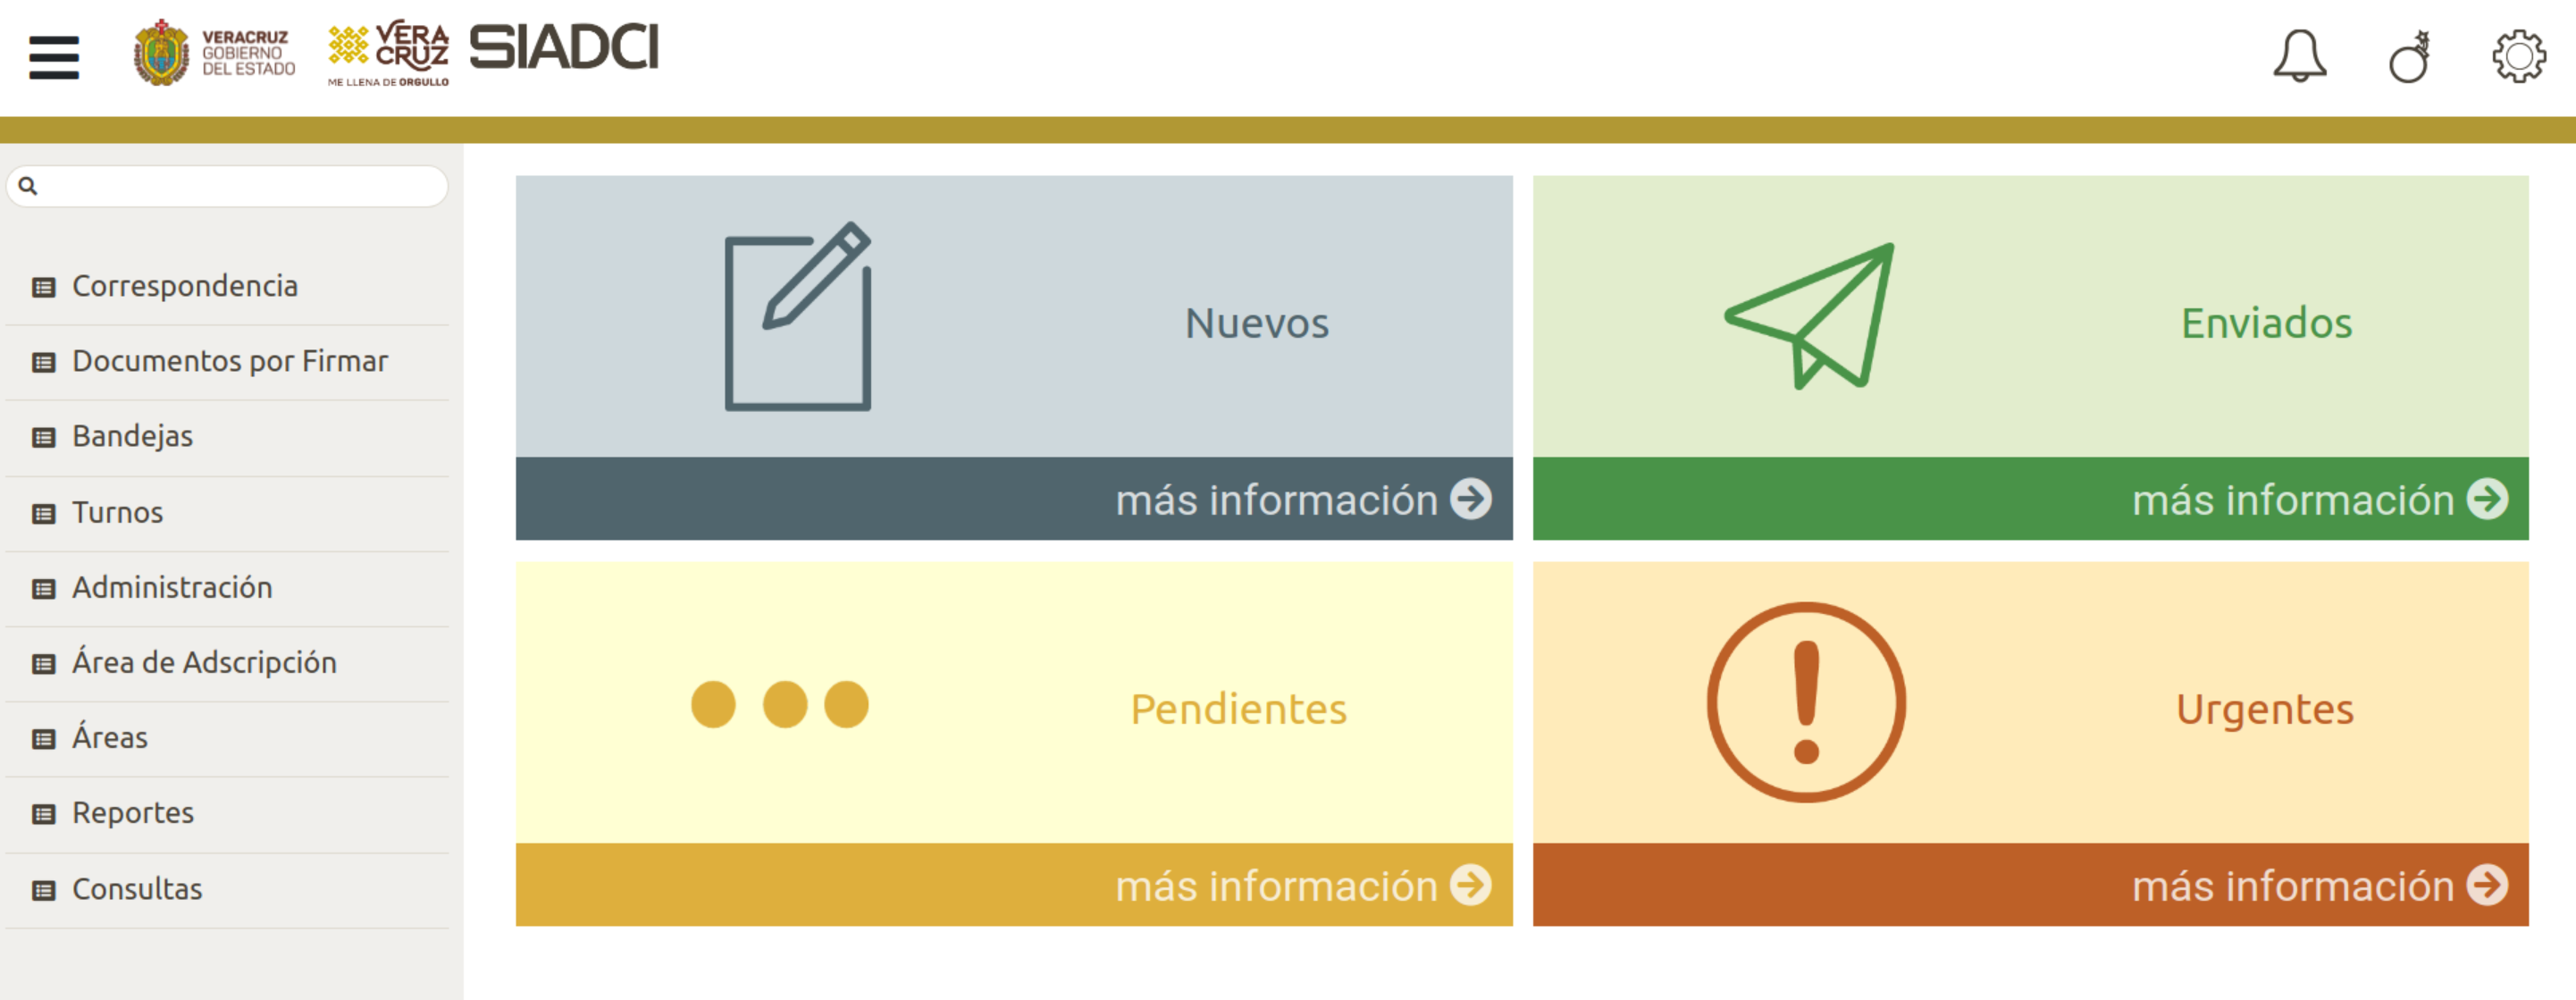 VERACRUZ
GOBIERNO
DEL ESTADO
VERA
CRUZ
ME LLENA DE ORGULLO
SIADCI
Correspondencia
Documentos por Firmar
Bandejas
Turnos
Administración
Área de Adscripción
Áreas
Reportes
Consultas
Nuevos
más información
Enviados
más información
Pendientes
más información
Urgentes
más información